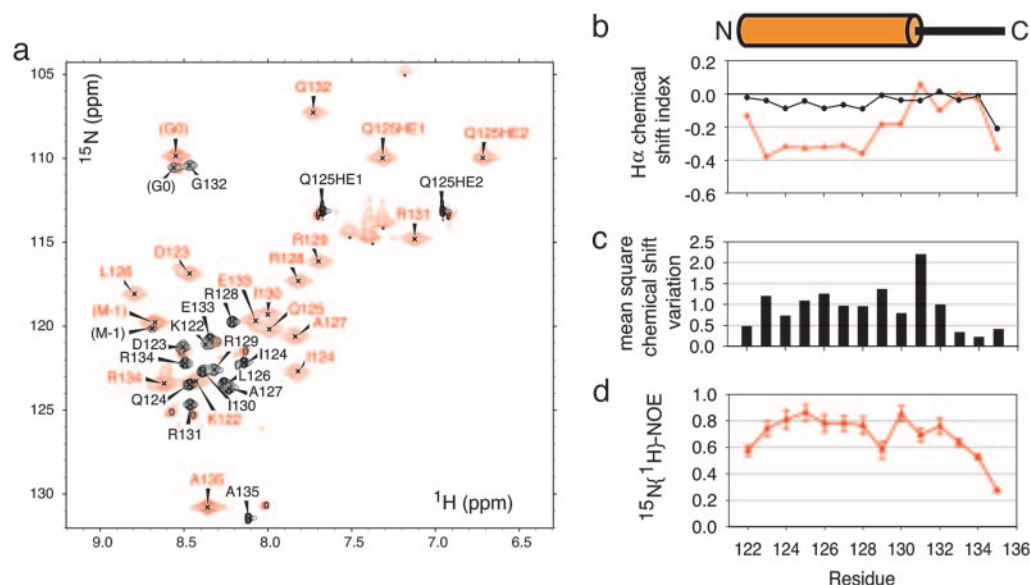 a
15N (ppm)
105
110
115
120
125
130
9.0
8.5
8.0
7.5
7.0
6.5
1H (ppm)
G132
(G0)
Q125HE1
Q125HE2
(G0)
G132
Q125HE1
Q125HE2
R131
R129
D123
R128
L126
E133
I130
R128
(M-1)
E133
Q125
(M-1)
K122
A127
D123
R129
R134
I124
I124
R134
L126
Q124
A127
K122
I130
R131
A135
A135
b
N
C
Hα chemical shift index
0.2
0.0
-0.2
-0.4
-0.6
c
mean square chemical shift variation
2.5
2.0
1.5
1.0
0.5
0.0
d
15N{1H}-NOE
1.0
0.8
0.6
0.4
0.2
0.0
122
124
126
128
130
132
134
136
Residue